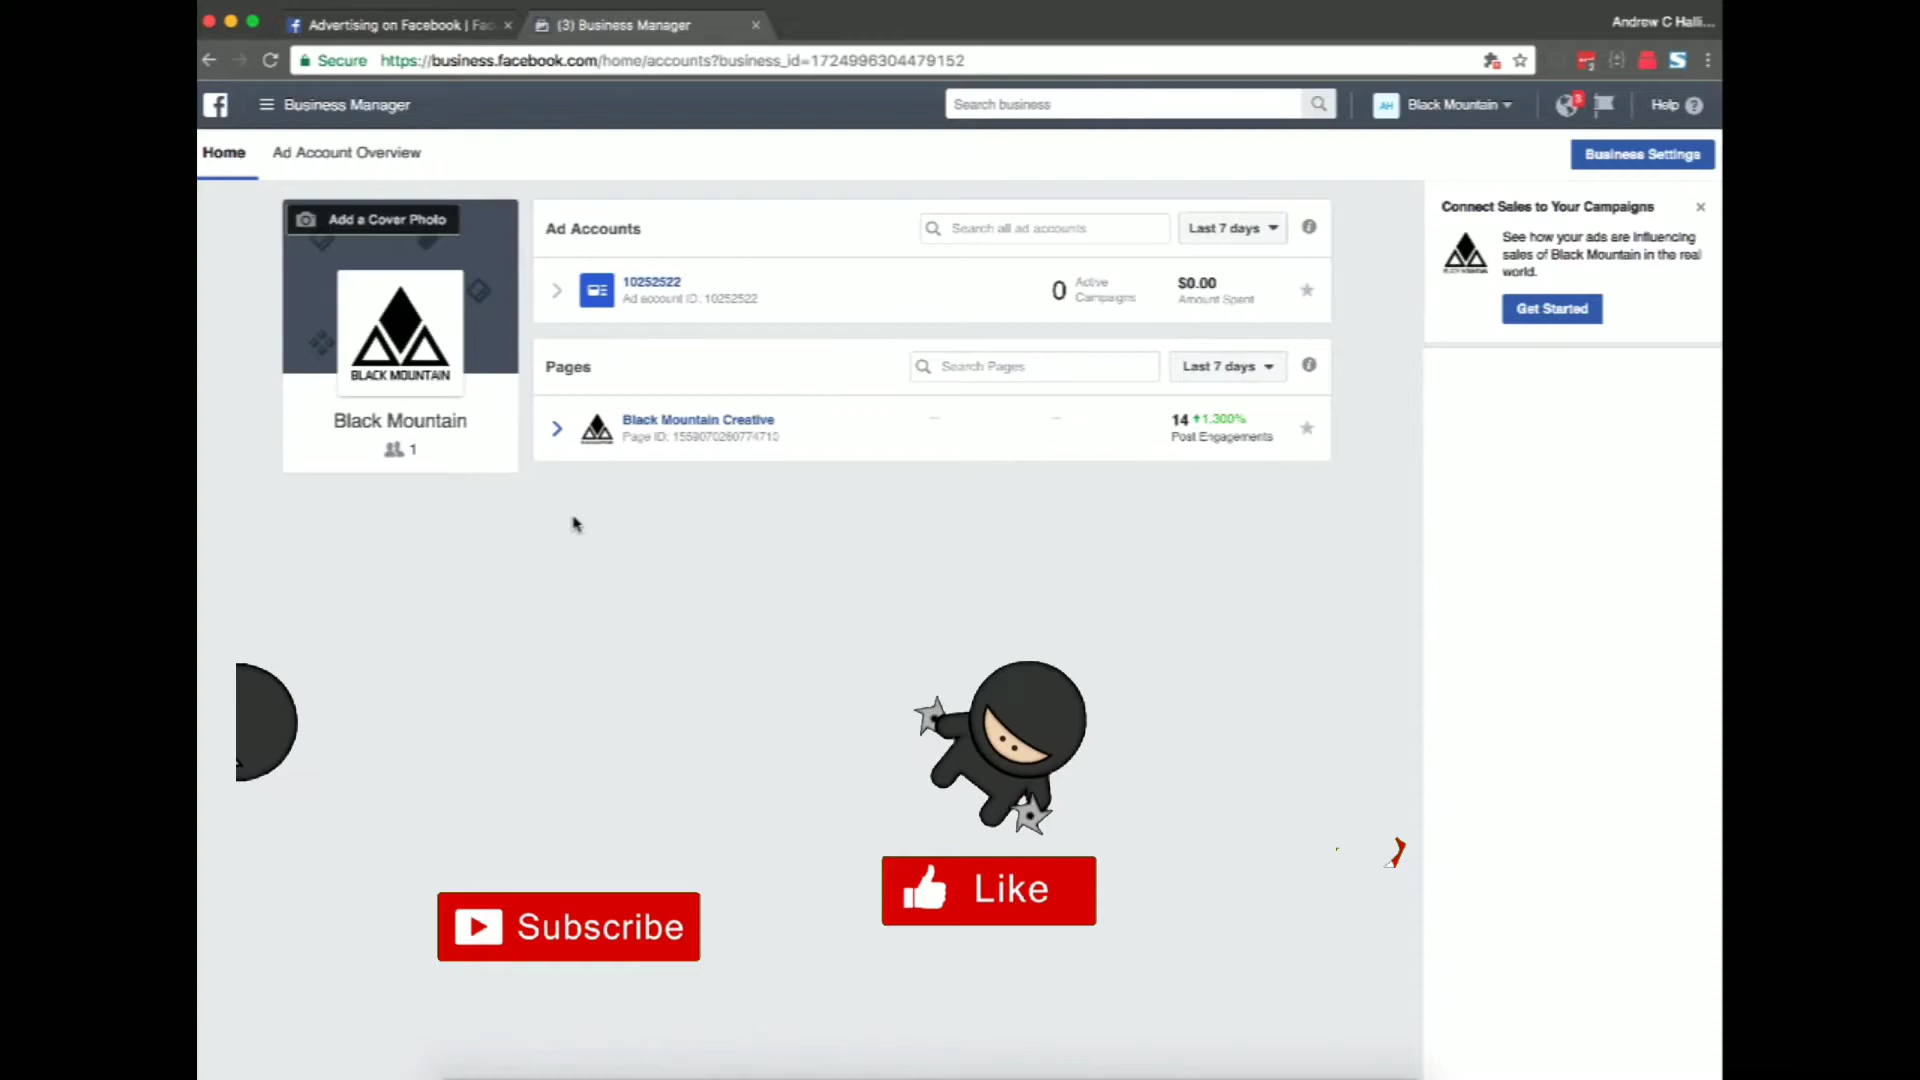 Advertising on Facebook | Fac
(3) Business Manager
Andrew C Halli...
Secure
https://business.facebook.com/home/accounts?business_id=1724996304479152
Business Manager
Search business
AH
Black Mountain
3
Help
Home
Ad Account Overview
Business Settings
Add a Cover Photo
BLACK MOUNTAIN
Black Mountain
1
Ad Accounts
Search all ad accounts
Last 7 days
10252522
Ad account ID: 10252522
0
Active
Campaigns
$0.00
Amount Spent
Pages
Search Pages
Last 7 days
Black Mountain Creative
Page ID: 1559070260774710
14 1,300%
Post Engagements
Connect Sales to Your Campaigns
See how your ads are influencing
sales of Black Mountain in the real
world.
Get Started
Subscribe
Like